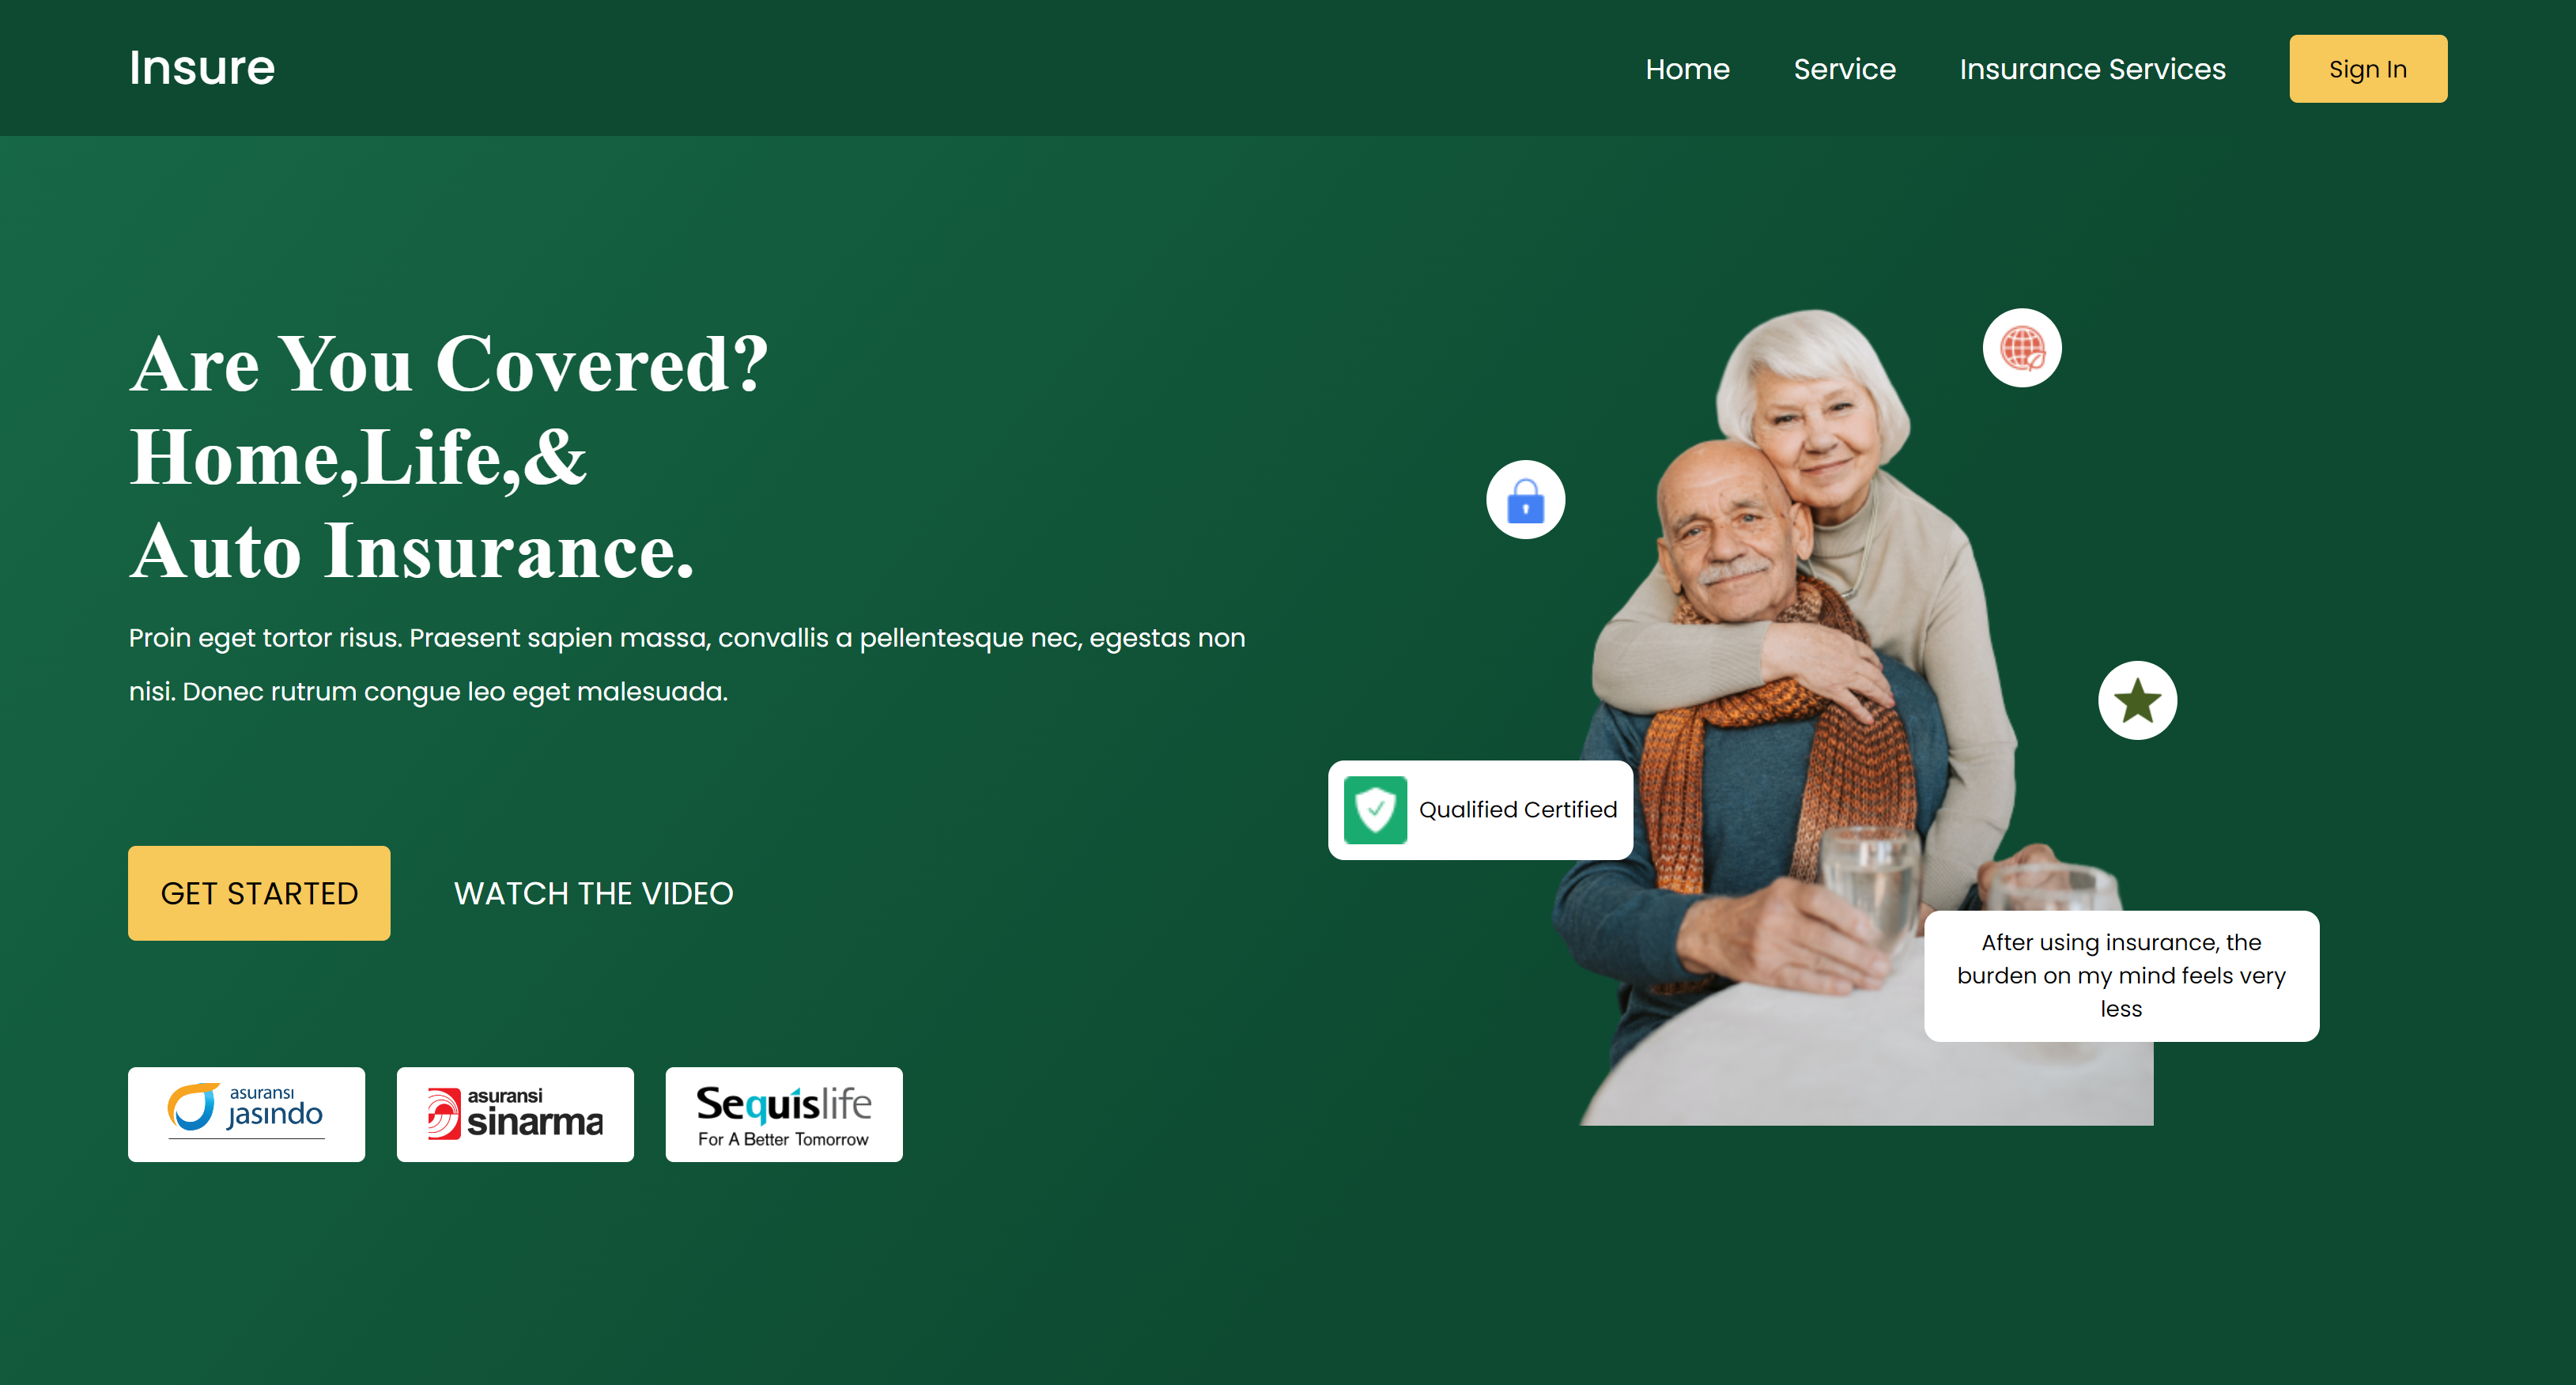 Insure
Home
Service
Insurance Services
Sign In
Are You Covered?
Home,Life,&
Auto Insurance.
Proin eget tortor risus. Praesent sapien massa, convallis a pellentesque nec, egestas non
nisi. Donec rutrum congue leo eget malesuada.
GET STARTED
WATCH THE VIDEO
asuransi
jasindo
asuransi
sinarma
Sequislife
For A Better Tomorrow
Qualified Certified
After using insurance, the
burden on my mind feels very
less